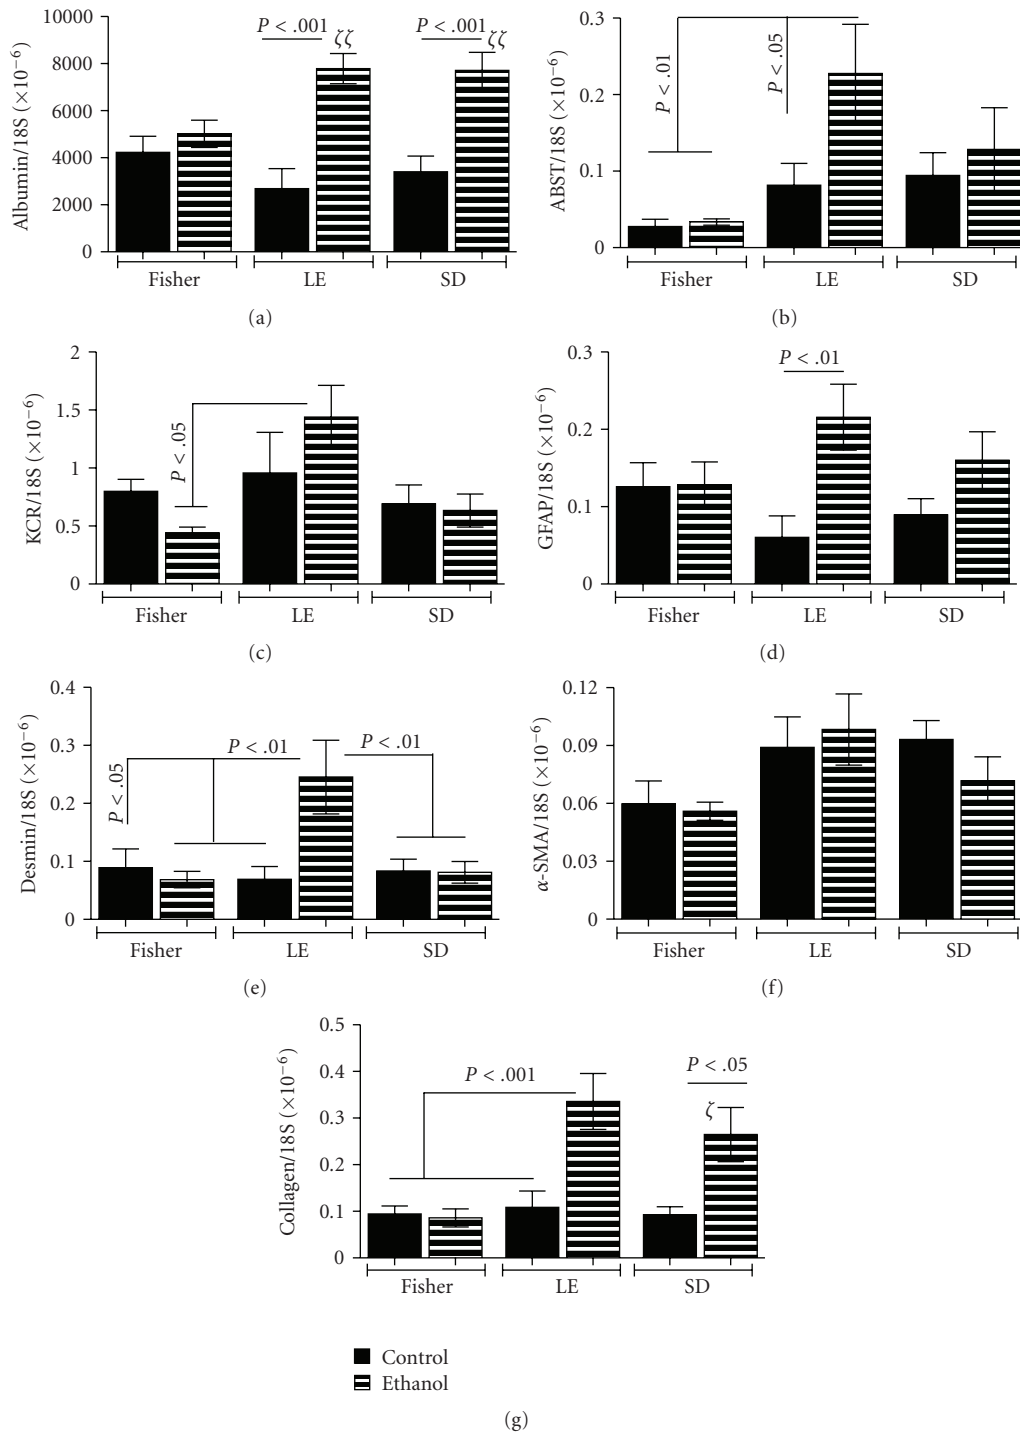 Albumin/18S (×10⁻⁶)
10000
8000
6000
4000
2000
0
P < .001
ζζ
P < .001
ζζ
Fisher LE SD
(a)
ABST/18S (×10⁻⁶)
0.3
0.2
0.1
0
P < .01
P < .05
Fisher LE SD
(b)
KCR/18S (×10⁻⁶)
2
1.5
1
0.5
0
P < .05
Fisher LE SD
(c)
GFAP/18S (×10⁻⁶)
0.3
0.2
0.1
0
P < .01
Fisher LE SD
(d)
Desmin/18S (×10⁻⁶)
0.4
0.3
0.2
0.1
0
P < .05
P < .01
P < .01
Fisher LE SD
(e)
α-SMA/18S (×10⁻⁶)
0.12
0.09
0.06
0.03
0
Fisher LE SD
(f)
Collagen/18S (×10⁻⁶)
0.5
0.4
0.3
0.2
0.1
0
P < .001
P < .05
ζ
Fisher LE SD
Control
Ethanol
(g)